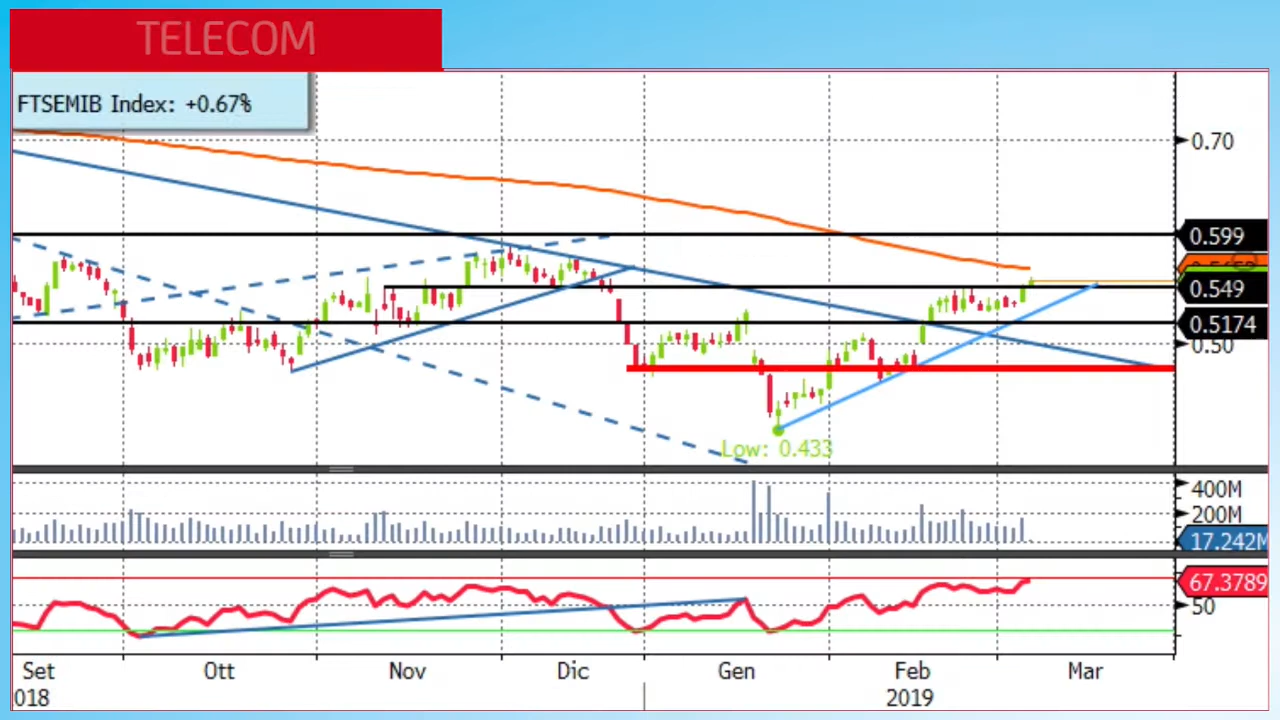 TELECOM
FTSEMIB Index: +0.67%
0.70
0.599
0.549
0.5174
0.50
Low: 0.433
400M
200M
17.242M
67.3789
50
Set Ott Nov Dic Gen Feb Mar
018 2019